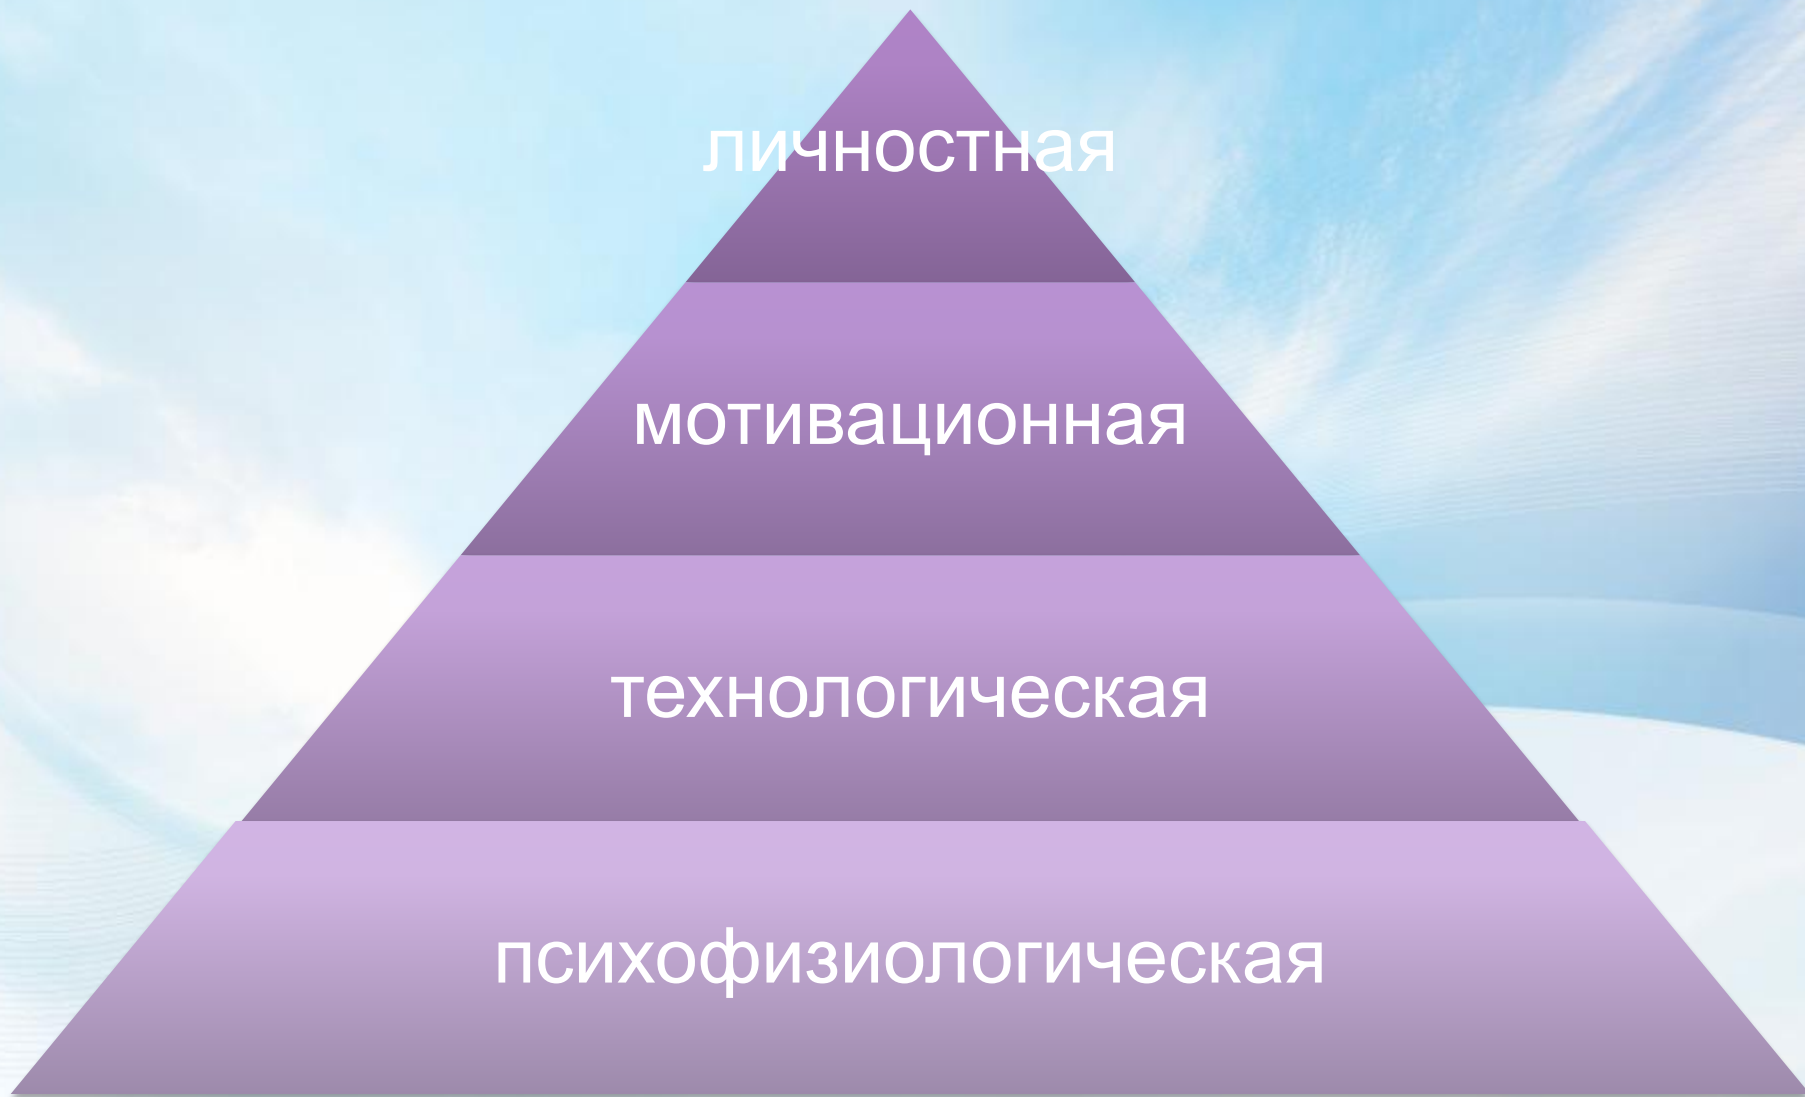 личностная
мотивационная
технологическая
психофизиологическая